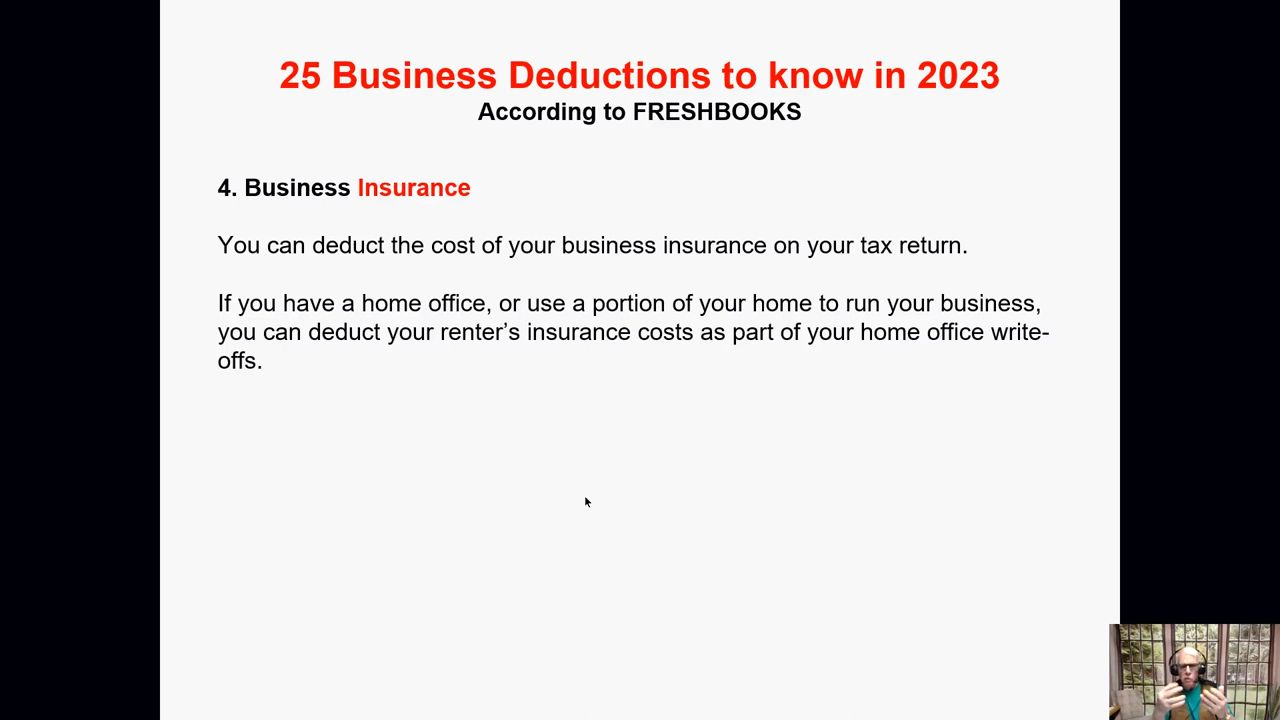 25 Business Deductions to know in 2023
According to FRESHBOOKS
4. Business Insurance
You can deduct the cost of your business insurance on your tax return.
If you have a home office, or use a portion of your home to run your business,
you can deduct your renter’s insurance costs as part of your home office write-
offs.